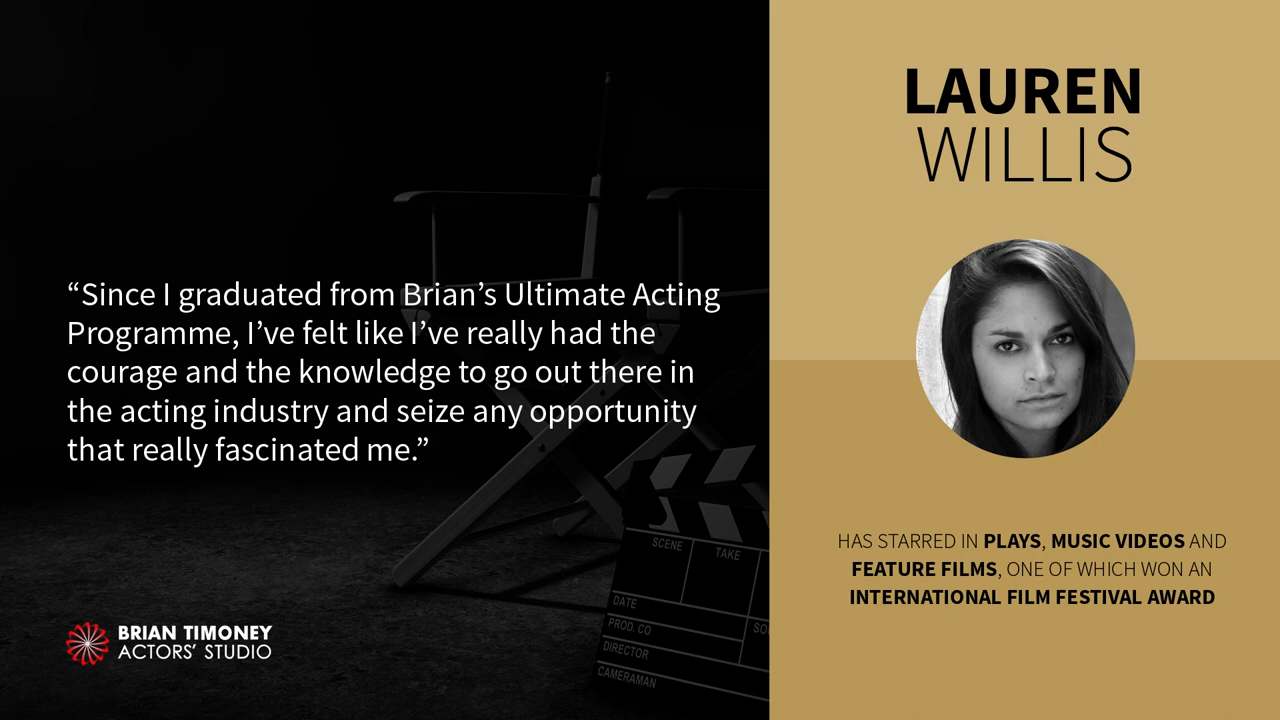 “Since I graduated from Brian’s Ultimate Acting
Programme, I’ve felt like I’ve really had the
courage and the knowledge to go out there in
the acting industry and seize any opportunity
that really fascinated me.”
SCENE
TAKE
DATE
PROD. CO
SO
DIRECTOR
CAMERAMAN
BRIAN TIMONEY
ACTORS’ STUDIO
LAUREN
WILLIS
HAS STARRED IN PLAYS, MUSIC VIDEOS AND
FEATURE FILMS, ONE OF WHICH WON AN
INTERNATIONAL FILM FESTIVAL AWARD